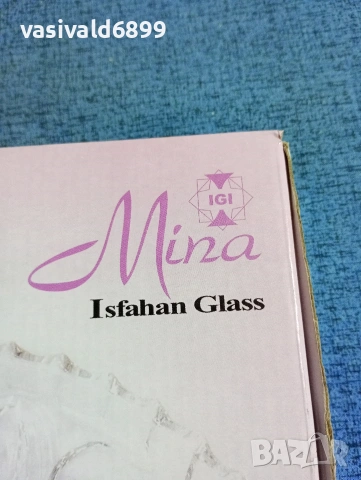 vasivald6899
IGI
Mina
Isfahan Glass
BAZAR